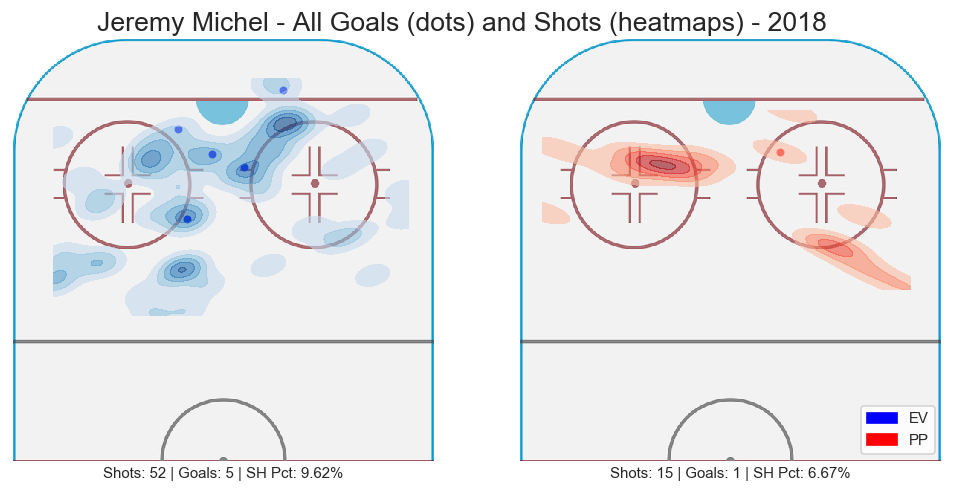 Jeremy Michel - All Goals (dots) and Shots (heatmaps) - 2018
EV
PP
Shots: 52 | Goals: 5 | SH Pct: 9.62%
Shots: 15 | Goals: 1 | SH Pct: 6.67%